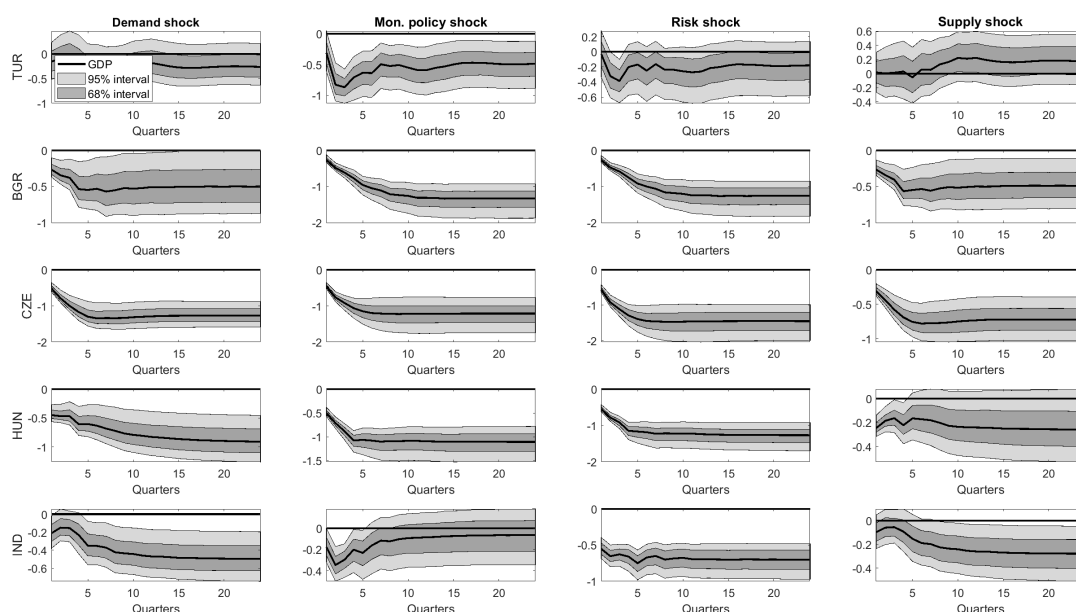 Demand shock Mon. policy shock Risk shock Supply shock
TUR
0
-0.5
-1
GDP
95% interval
68% interval
5 10 15 20
Quarters
0
-0.5
-1
5 10 15 20
Quarters
0.2
0
-0.2
-0.4
-0.6
5 10 15 20
Quarters
0.6
0.4
0.2
0
-0.2
-0.4
5 10 15 20
Quarters
BGR
0
-0.5
-1
5 10 15 20
Quarters
0
-1
-2
5 10 15 20
Quarters
0
-1
-2
5 10 15 20
Quarters
0
-0.5
-1
5 10 15 20
Quarters
CZE
0
-1
-2
5 10 15 20
Quarters
0
-1
-2
5 10 15 20
Quarters
0
-1
-2
5 10 15 20
Quarters
0
-0.5
-1
5 10 15 20
Quarters
HUN
0
-0.5
-1
5 10 15 20
Quarters
0
-0.5
-1
-1.5
5 10 15 20
Quarters
0
-1
-2
5 10 15 20
Quarters
0
-0.2
-0.4
5 10 15 20
Quarters
IND
0
-0.2
-0.4
-0.6
5 10 15 20
Quarters
0
-0.2
-0.4
5 10 15 20
Quarters
0
-0.5
-1
5 10 15 20
Quarters
0
-0.2
-0.4
5 10 15 20
Quarters